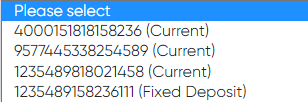 Please select
4000151818158236 (Current)
9577445338254589 (Current)
1235489818021458 (Current)
1235489158236111 (Fixed Deposit)